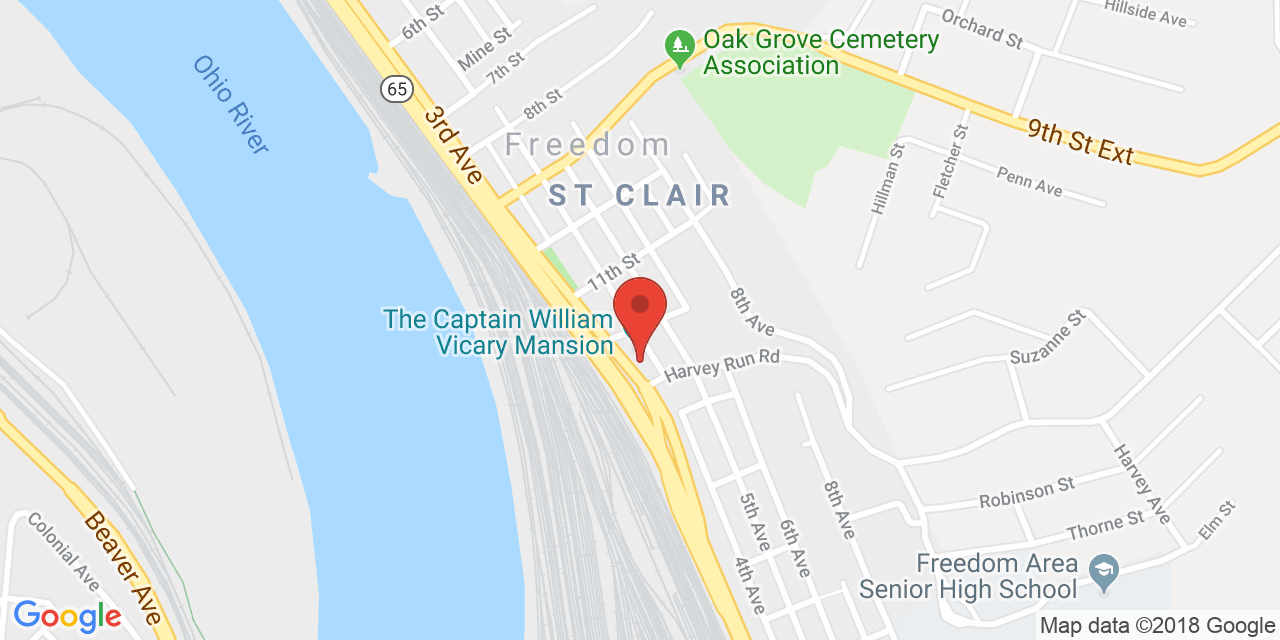 6th St
Mine St
7th St
8th St
65
3rd Ave
Ohio River
Oak Grove Cemetery
Association
Orchard St
Hillside Ave
9th St Ext
Freedom
ST CLAIR
Hillman St
Fletcher St
Penn Ave
11th St
8th Ave
The Captain William
Vicary Mansion
Harvey Run Rd
Suzanne St
Harvey Ave
Robinson St
Thorne St
Elm St
8th Ave
5th Ave
6th Ave
4th Ave
Freedom Area
Senior High School
Colonial Ave
Beaver Ave
Google
Map data ©2018 Google